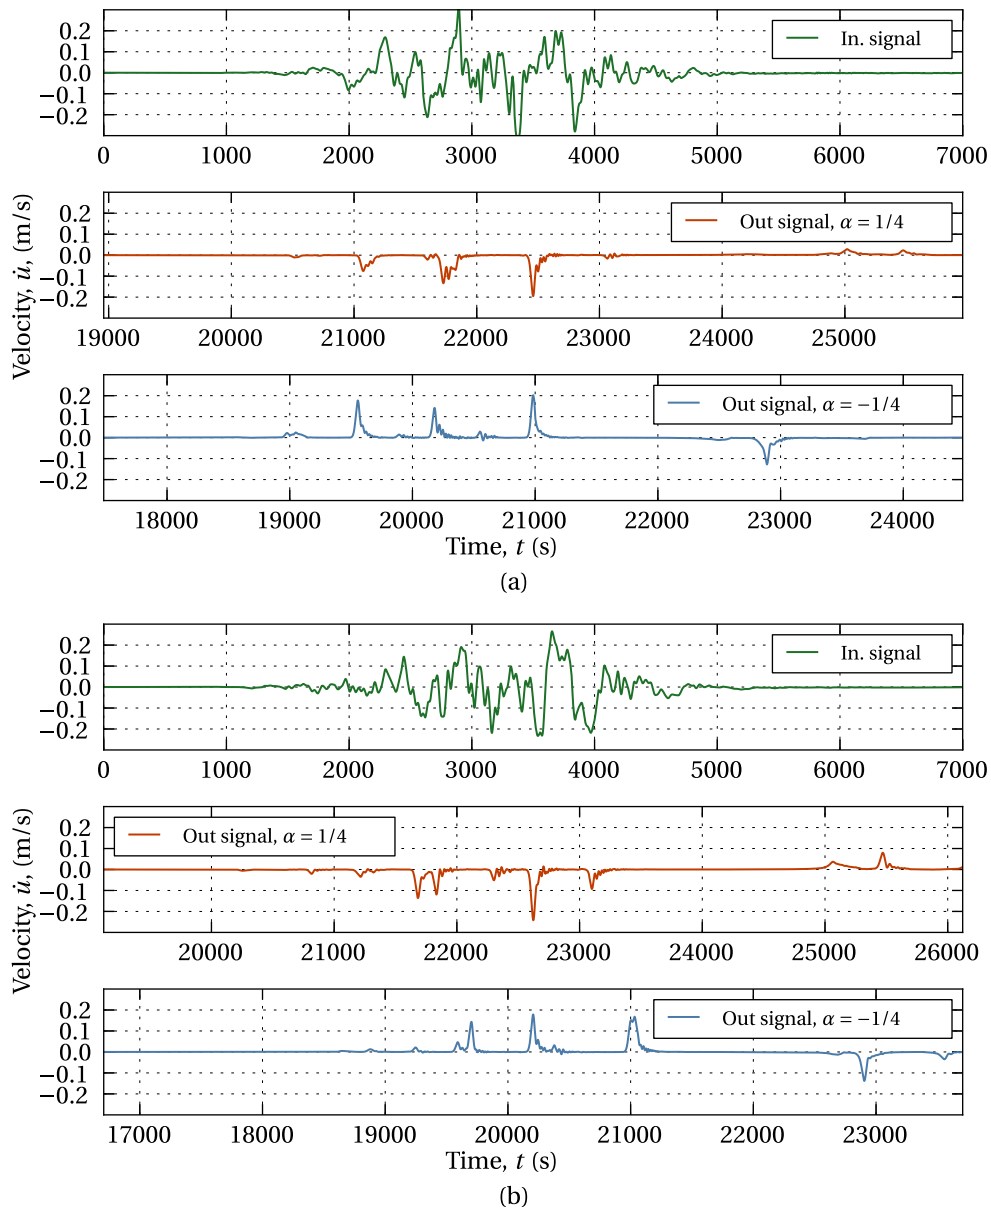 0.2
0.1
0.0
−0.1
−0.2
In. signal
0 1000 2000 3000 4000 5000 6000 7000
0.2
0.1
0.0
−0.1
−0.2
Out signal, α = 1/4
19000 20000 21000 22000 23000 24000 25000
Velocity, u̇, (m/s)
0.2
0.1
0.0
−0.1
−0.2
Out signal, α = −1/4
18000 19000 20000 21000 22000 23000 24000
Time, t (s)
(a)
0.2
0.1
0.0
−0.1
−0.2
In. signal
0 1000 2000 3000 4000 5000 6000 7000
0.2
0.1
0.0
−0.1
−0.2
Out signal, α = 1/4
20000 21000 22000 23000 24000 25000 26000
Velocity, u̇, (m/s)
0.2
0.1
0.0
−0.1
−0.2
Out signal, α = −1/4
17000 18000 19000 20000 21000 22000 23000
Time, t (s)
(b)